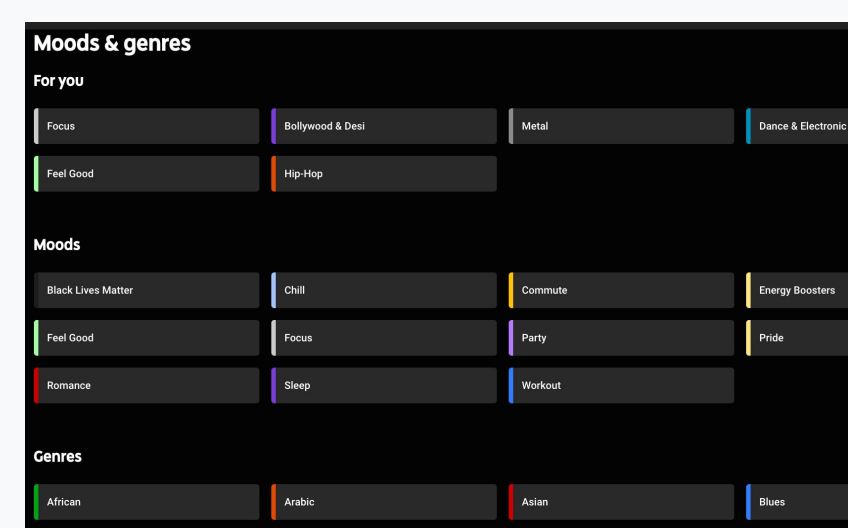 Moods & genres
For you
Focus
Bollywood & Desi
Metal
Dance & Electronic
Feel Good
Hip-Hop
Moods
Black Lives Matter
Chill
Commute
Energy Boosters
Feel Good
Focus
Party
Pride
Romance
Sleep
Workout
Genres
African
Arabic
Asian
Blues